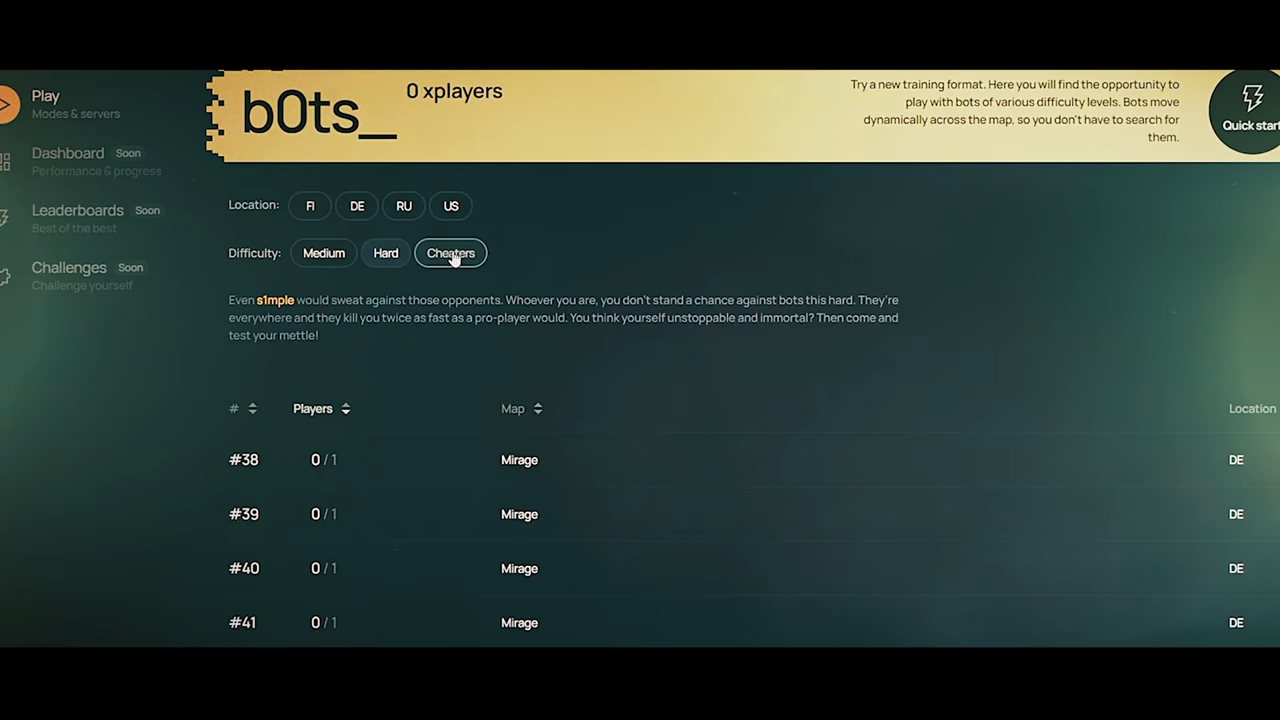 Play
Modes & servers
Dashboard Soon
Performance & progress
Leaderboards Soon
Best of the best
Challenges Soon
Challenge yourself
b0ts_
0 xplayers
Try a new training format. Here you will find the opportunity to
play with bots of various difficulty levels. Bots move
dynamically across the map, so you don't have to search for
them.
Quick start
Location: FI DE RU US
Difficulty: Medium Hard Cheaters
Even s1mple would sweat against those opponents. Whoever you are, you don't stand a chance against bots this hard. They're
everywhere and they kill you twice as fast as a pro-player would. You think yourself unstoppable and immortal? Then come and
test your mettle!
# Players Map Location
#38 0 / 1 Mirage DE
#39 0 / 1 Mirage DE
#40 0 / 1 Mirage DE
#41 0 / 1 Mirage DE